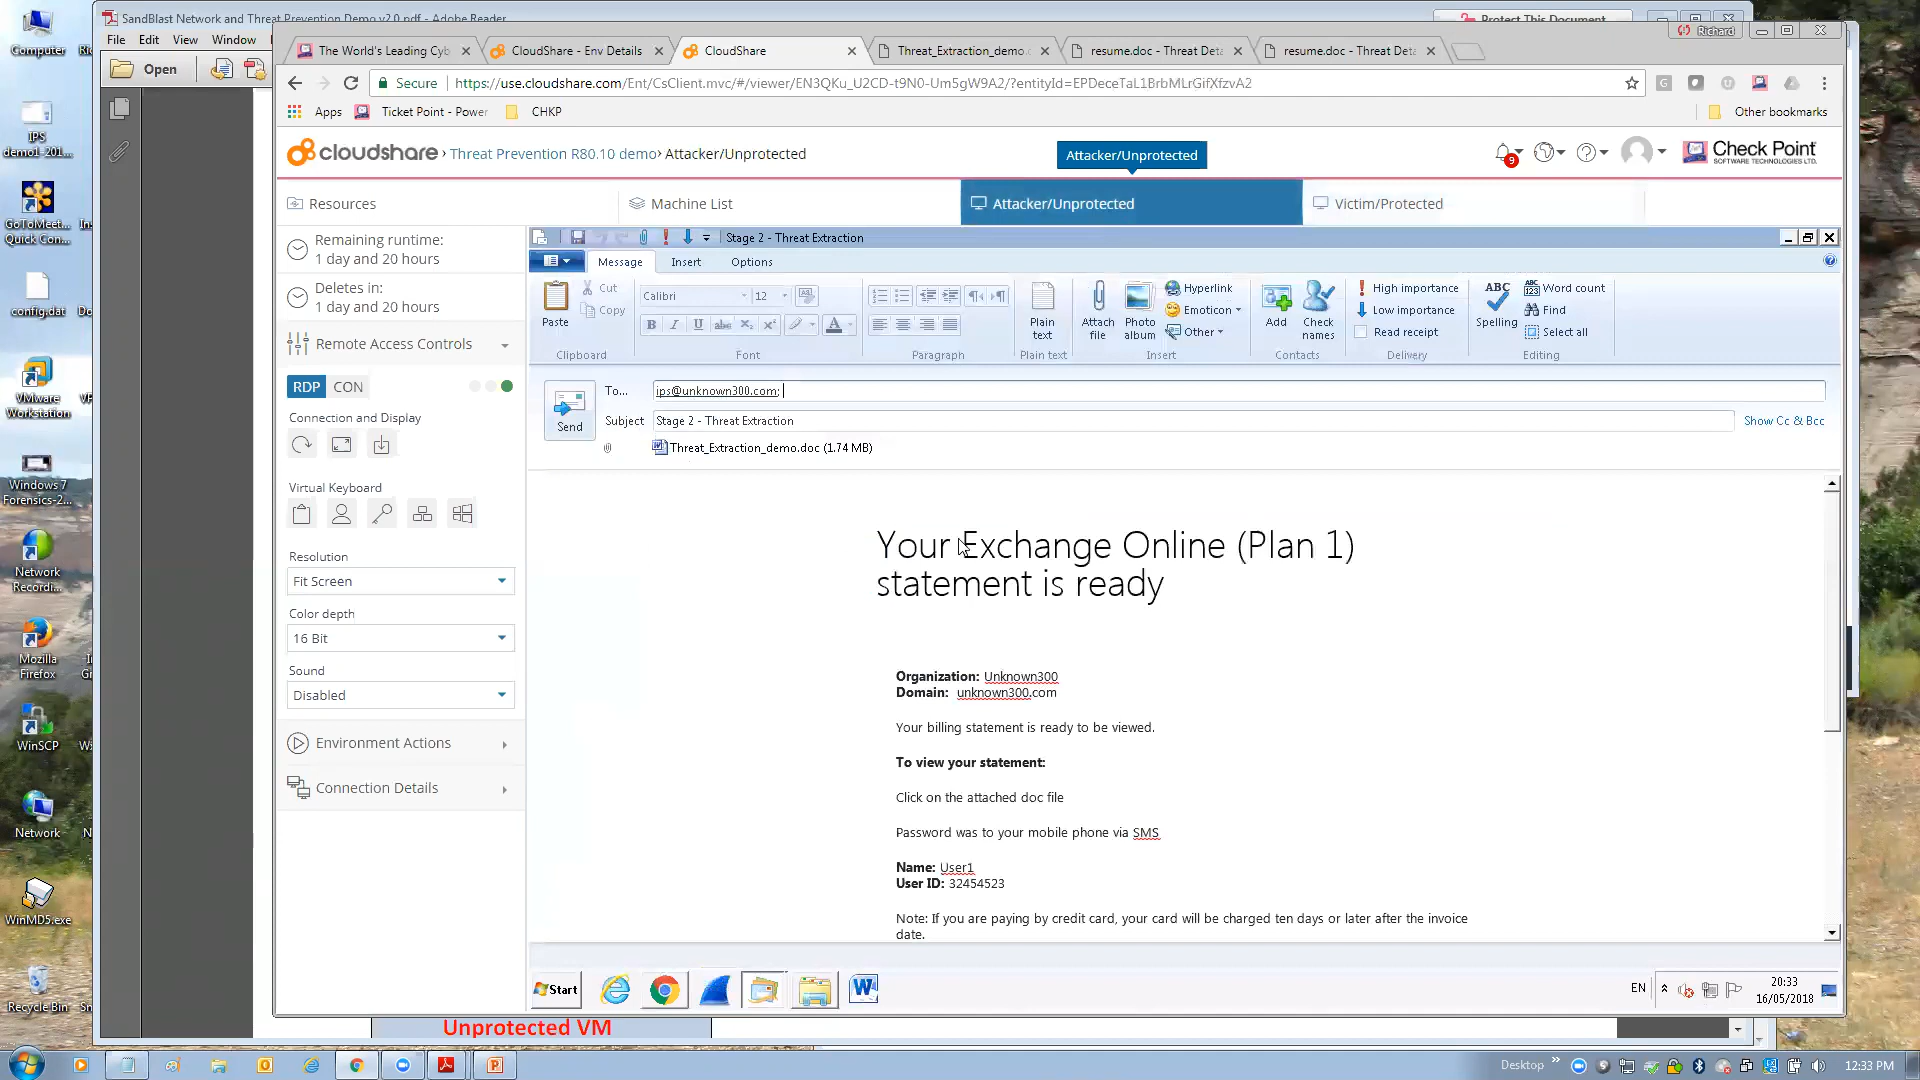 SandBlast Network and Threat Prevention Demo v2.0.pdf - Adobe Reader
Protect This Document
File Edit View Window
Open
Richard
The World's Leading Cyb
CloudShare - Env Details
CloudShare
Threat_Extraction_demo.
resume.doc - Threat Deta
resume.doc - Threat Deta
Secure https://use.cloudshare.com/Ent/CsClient.mvc/#/viewer/EN3QKu_U2CD-t9N0-Um5gW9A2/?entityId=EPDeceTaL1BrbMLrGifXfzvA2
Apps Ticket Point - Power CHKP Other bookmarks
cloudshare › Threat Prevention R80.10 demo › Attacker/Unprotected
Attacker/Unprotected
9
Check Point
SOFTWARE TECHNOLOGIES LTD.
Resources Machine List Attacker/Unprotected Victim/Protected
Remaining runtime:
1 day and 20 hours
Deletes in:
1 day and 20 hours
Remote Access Controls
RDP CON
Connection and Display
Virtual Keyboard
Resolution
Fit Screen
Color depth
16 Bit
Sound
Disabled
Environment Actions
Connection Details
Stage 2 - Threat Extraction
Message Insert Options
Paste
Cut
Copy
Clipboard
Calibri 12
B I U abc X₂ X²
A
Font
Paragraph
Plain text
Plain text
Attach file
Photo album
Hyperlink
Emoticon
Other
Insert
Add
Check names
Contacts
High importance
Low importance
Read receipt
Delivery
ABC
Spelling
Word count
Find
Select all
Editing
Send
To... ips@unknown300.com;
Subject Stage 2 - Threat Extraction
Show Cc & Bcc
Threat_Extraction_demo.doc (1.74 MB)
Your Exchange Online (Plan 1)
statement is ready
Organization: Unknown300
Domain: unknown300.com
Your billing statement is ready to be viewed.
To view your statement:
Click on the attached doc file
Password was to your mobile phone via SMS
Name: User1
User ID: 32454523
Note: If you are paying by credit card, your card will be charged ten days or later after the invoice
date.
Start
W
EN
20:33
16/05/2018
Unprotected VM
Computer
IPS
demo1-201...
GoToMeet...
Quick Con...
config.dat
VMware
Workstation
Windows 7
Forensics-2...
Network
Recordi...
Mozilla
Firefox
WinSCP
Network
WinMD5.exe
Recycle Bin
Desktop
12:33 PM